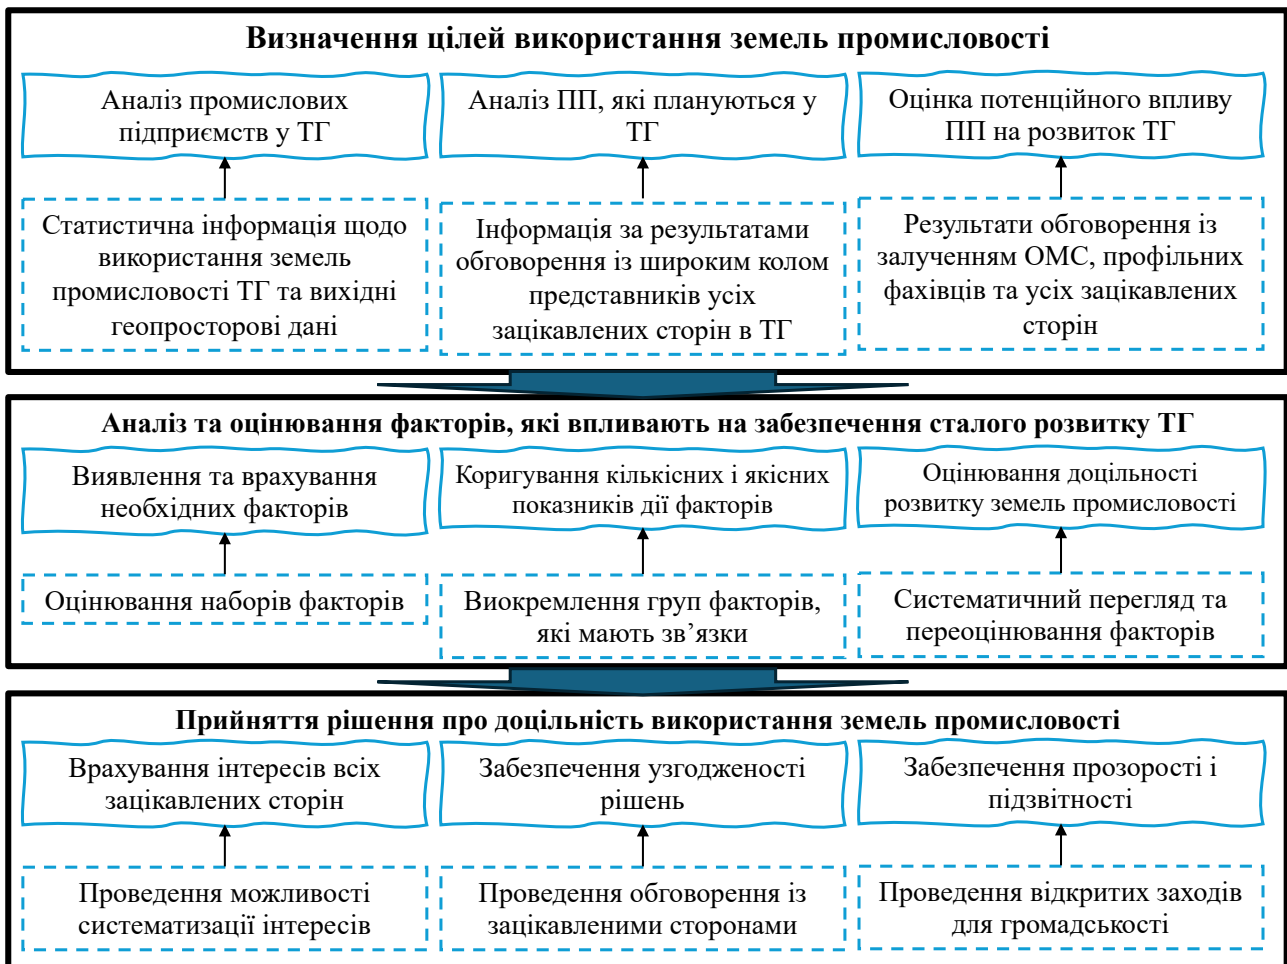 Визначення цілей використання земель промисловості
Аналіз промислових
підприємств у ТГ
Аналіз ПП, які плануються у
ТГ
Оцінка потенційного впливу
ПП на розвиток ТГ
Статистична інформація щодо
використання земель
промисловості ТГ та вихідні
геопросторові дані
Інформація за результатами
обговорення із широким колом
представників усіх
зацікавлених сторін в ТГ
Результати обговорення із
залученням ОМС, профільних
фахівців та усіх зацікавлених
сторін
Аналіз та оцінювання факторів, які впливають на забезпечення сталого розвитку ТГ
Виявлення та врахування
необхідних факторів
Коригування кількісних і якісних
показників дії факторів
Оцінювання доцільності
розвитку земель промисловості
Оцінювання наборів факторів
Виокремлення груп факторів,
які мають зв’язки
Систематичний перегляд та
переоцінювання факторів
Прийняття рішення про доцільність використання земель промисловості
Врахування інтересів всіх
зацікавлених сторін
Забезпечення узгодженості
рішень
Забезпечення прозорості і
підзвітності
Проведення можливості
систематизації інтересів
Проведення обговорення із
зацікавленими сторонами
Проведення відкритих заходів
для громадськості